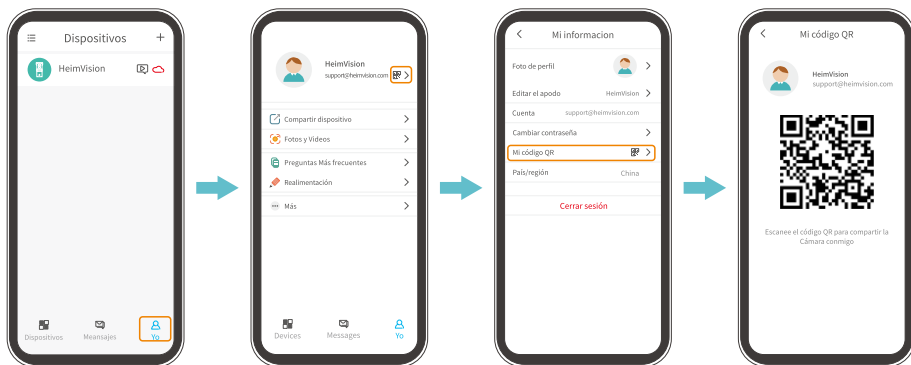 Dispositivos
HeimVision
Dispositivos
Meansajes
Yo
HeimVision
support@heimvision.com
Compartir dispositivo
Fotos y Videos
Preguntas Más frecuentes
Realimentación
Más
Devices
Messages
Yo
Mi informacion
Foto de perfil
Editar el apodo HeimVision
Cuenta support@heimvision.com
Cambiar contraseña
Mi código QR
País/región China
Cerrar sesión
Mi código QR
HeimVision
support@heimvision.com
Escanee el código QR para compartir la
Cámara conmigo